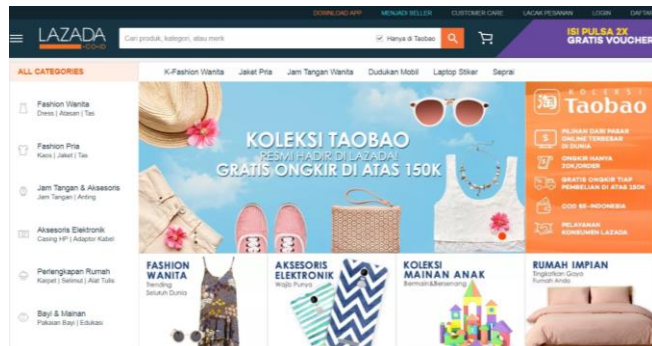 DOWNLOAD APP MENJADI SELLER CUSTOMER CARE LACAK PESANAN LOGIN DAFTAR
LAZADA
.CO.ID
Cari produk, kategori, atau merk
Hanya di Taobao
ISI PULSA 2X
GRATIS VOUCHER
ALL CATEGORIES
K-Fashion Wanita Jaket Pria Jam Tangan Wanita Dudukan Mobil Laptop Stiker Seprai
Fashion Wanita
Dress | Atasan | Tas
Fashion Pria
Kaos | Jaket | Tas
Jam Tangan & Aksesoris
Jam Tangan | Anting
Aksesoris Elektronik
Casing HP | Adaptor Kabel
Perlengkapan Rumah
Karpet | Selimut | Alat Tulis
Bayi & Mainan
Pakaian Bayi | Edukasi
KOLEKSI TAOBAO
RESMI HADIR DI LAZADA!
GRATIS ONGKIR DI ATAS 150K
KOLEKSI
淘
Taobao
PILIHAN DARI PASAR
ONLINE TERBESAR
DI DUNIA
ONGKIR HANYA
20K/ORDER
GRATIS ONGKIR TIAP
PEMBELIAN DI ATAS 150K
COD SE-INDONESIA
PELAYANAN
KONSUMEN LAZADA
FASHION
WANITA
Trending
Seluruh Dunia
AKSESORIS
ELEKTRONIK
Wajib Punya
KOLEKSI
MAINAN ANAK
Bermain&Bersenang
RUMAH IMPIAN
Tingkatkan Gaya
Rumah Anda